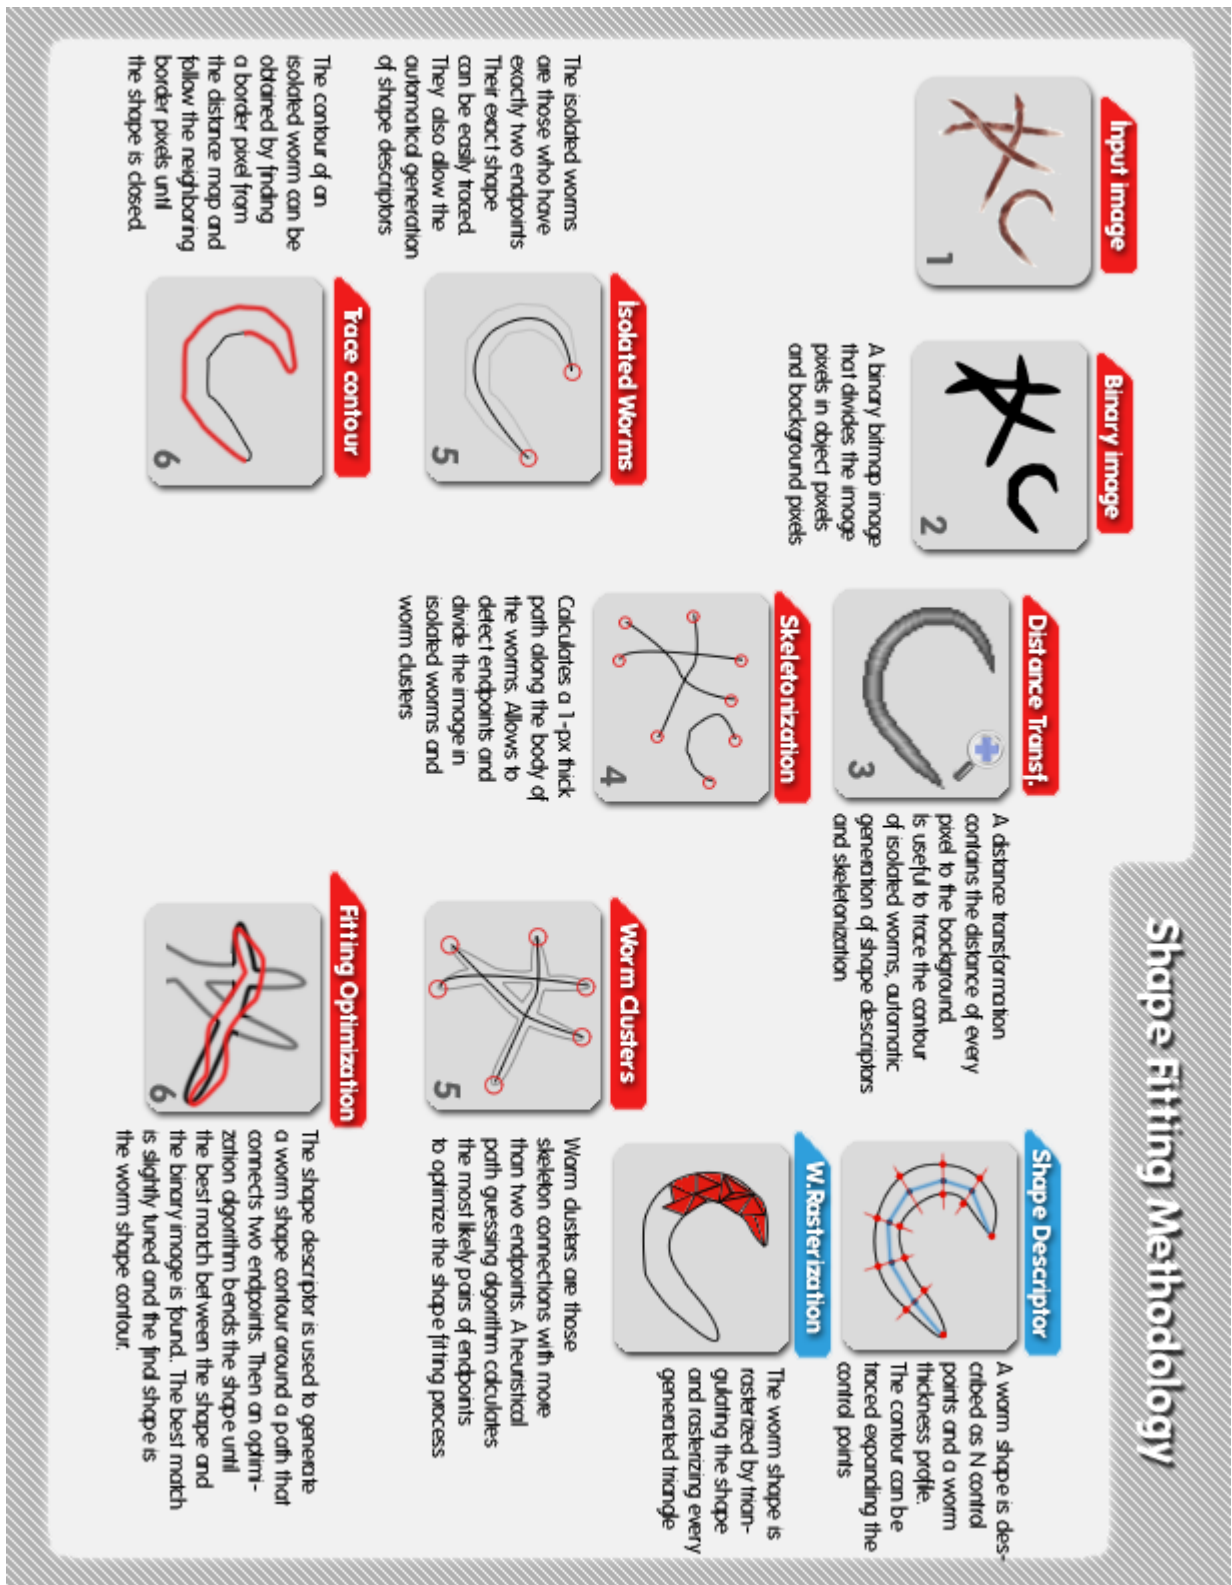 Shape Fitting Methodology
Input image
1
Binary image
2
A binary bitmap image
that divides the image
pixels in object pixels
and background pixels
Distance Transf.
3
A distance transformation
contains the distance of every
pixel to the background.
Is useful to trace the contour
of isolated worms, automatic
generation of shape descriptors
and skeletonization
Shape Descriptor
A worm shape is des-
cribed as N control
points and a worm
thickness profile.
The contour can be
traced expanding the
control points
Skeletonization
4
Calculates a 1-px thick
path along the body of
the worms. Allows to
detect endpoints and
divide the image in
isolated worms and
worm clusters
W.Rasterization
The worm shape is
rasterized by trian-
gulating the shape
and rasterizing every
generated triangle
Isolated Worms
5
The isolated worms
are those who have
exactly two endpoints
Their exact shape
can be easily traced.
They also allow the
automatical generation
of shape descriptors
Worm Clusters
5
Worm clusters are those
skeleton connections with more
than two endpoints. A heuristical
path guessing algorithm calculates
the most likely pairs of endpoints
to optimize the shape fitting process
Trace contour
6
The contour of an
isolated worm can be
obtained by finding
a border pixel from
the distance map and
follow the neighboring
border pixels until
the shape is closed.
Fitting Optimization
6
The shape descriptor is used to generate
a worm shape contour around a path that
connects two endpoints. Then an optimi-
zation algorithm bends the shape until
the best match between the shape and
the binary image is found. The best match
is slightly tuned and the final shape is
the worm shape contour.